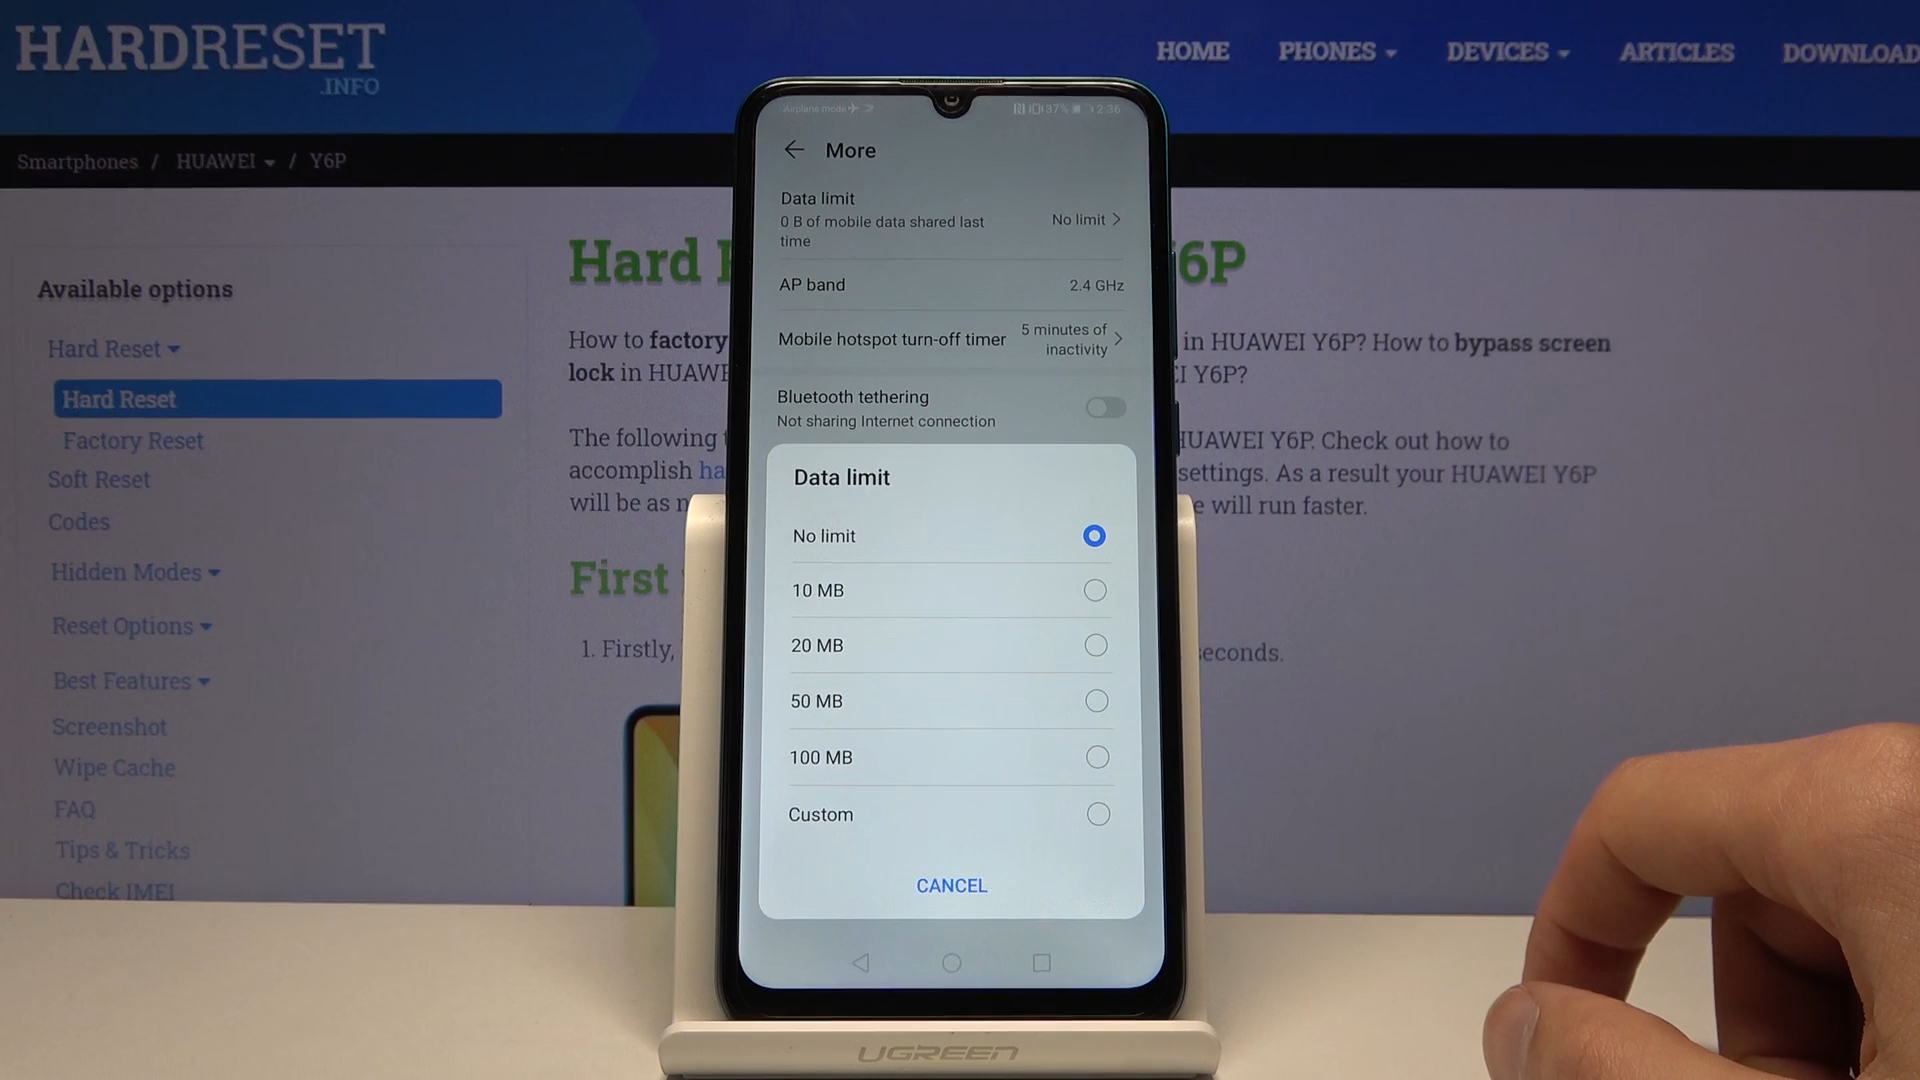 HARDRESET
.INFO
HOME PHONES DEVICES ARTICLES DOWNLOAD
Smartphones / HUAWEI / Y6P
Available options
Hard Reset
Hard Reset
Factory Reset
Soft Reset
Codes
Hidden Modes
Reset Options
Best Features
Screenshot
Wipe Cache
FAQ
Tips & Tricks
Check IMEI
Hard 6P
How to factory in HUAWEI Y6P? How to bypass screen
lock in HUAWEI Y6P?
The following HUAWEI Y6P. Check out how to
accomplish ha settings. As a result your HUAWEI Y6P
will be as n will run faster.
First
1. Firstly, seconds.
Airplane mode 37% 2:36
More
Data limit
0 B of mobile data shared last
time
No limit
AP band 2.4 GHz
Mobile hotspot turn-off timer
5 minutes of
inactivity
Bluetooth tethering
Not sharing Internet connection
Data limit
No limit
10 MB
20 MB
50 MB
100 MB
Custom
CANCEL
UGREEN